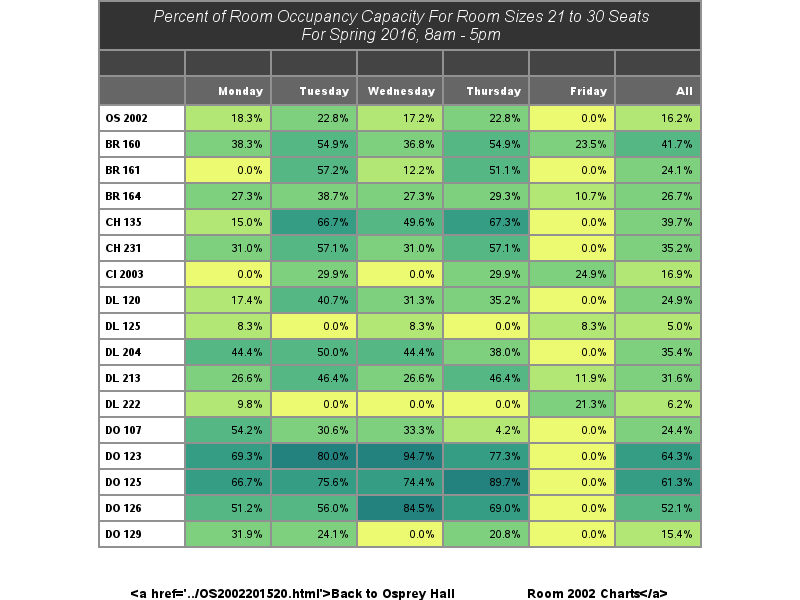 Percent of Room Occupancy Capacity For Room Sizes 21 to 30 Seats
For Spring 2016, 8am - 5pm
Monday Tuesday Wednesday Thursday Friday All
OS 2002 18.3% 22.8% 17.2% 22.8% 0.0% 16.2%
BR 160 38.3% 54.9% 36.8% 54.9% 23.5% 41.7%
BR 161 0.0% 57.2% 12.2% 51.1% 0.0% 24.1%
BR 164 27.3% 38.7% 27.3% 29.3% 10.7% 26.7%
CH 135 15.0% 66.7% 49.6% 67.3% 0.0% 39.7%
CH 231 31.0% 57.1% 31.0% 57.1% 0.0% 35.2%
CI 2003 0.0% 29.9% 0.0% 29.9% 24.9% 16.9%
DL 120 17.4% 40.7% 31.3% 35.2% 0.0% 24.9%
DL 125 8.3% 0.0% 8.3% 0.0% 8.3% 5.0%
DL 204 44.4% 50.0% 44.4% 38.0% 0.0% 35.4%
DL 213 26.6% 46.4% 26.6% 46.4% 11.9% 31.6%
DL 222 9.8% 0.0% 0.0% 0.0% 21.3% 6.2%
DO 107 54.2% 30.6% 33.3% 4.2% 0.0% 24.4%
DO 123 69.3% 80.0% 94.7% 77.3% 0.0% 64.3%
DO 125 66.7% 75.6% 74.4% 89.7% 0.0% 61.3%
DO 126 51.2% 56.0% 84.5% 69.0% 0.0% 52.1%
DO 129 31.9% 24.1% 0.0% 20.8% 0.0% 15.4%
<a href='../OS2002201520.html'>Back to Osprey Hall Room 2002 Charts</a>